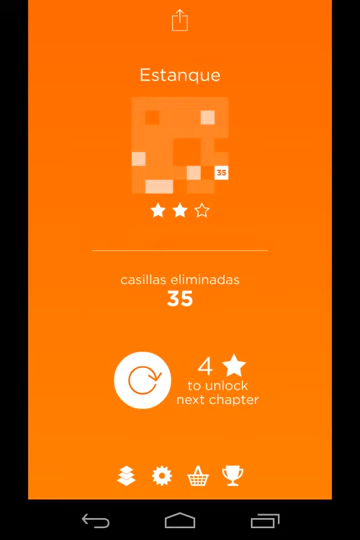 Estanque
35
casillas eliminadas
35
4
to unlock
next chapter